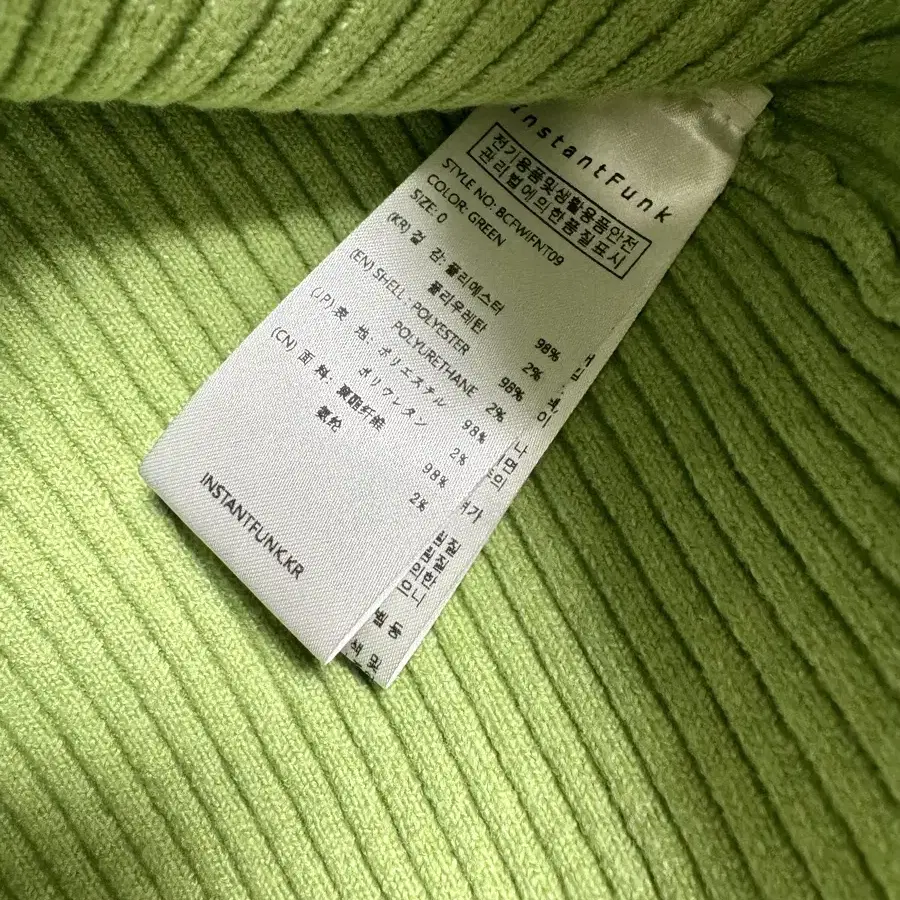 InstantFunk
전기용품및생활용품안전
관리법에의한품질표시
STYLE NO: BCFWIFNT09
COLOR: GREEN
SIZE: 0
(KR) 겉 감: 폴리에스터 98%
폴리우레탄 2%
(EN) SHELL: POLYESTER 98%
POLYURETHANE 2%
(JP) 表 地: ポリエステル 98%
ポリウレタン 2%
(CN) 面 料: 聚酯纤维 98%
氨纶 2%
INSTANTFUNK.KR